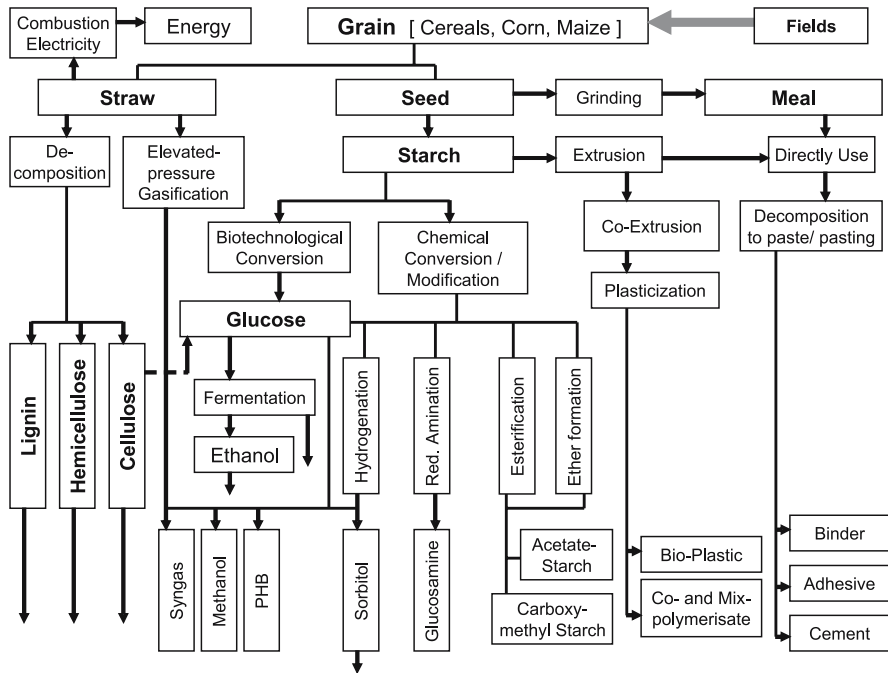 Combustion
Electricity
Energy
Grain [ Cereals, Corn, Maize ]
Fields
Straw
Seed
Grinding
Meal
De-
composition
Elevated-
pressure
Gasification
Starch
Extrusion
Directly Use
Biotechnological
Conversion
Chemical
Conversion /
Modification
Co-Extrusion
Decomposition
to paste/ pasting
Plasticization
Glucose
Lignin
Hemicellulose
Cellulose
Fermentation
Ethanol
Hydrogenation
Red. Amination
Esterification
Ether formation
Syngas
Methanol
PHB
Sorbitol
Glucosamine
Acetate-
Starch
Carboxy-
methyl Starch
Bio-Plastic
Co- and Mix-
polymerisate
Binder
Adhesive
Cement